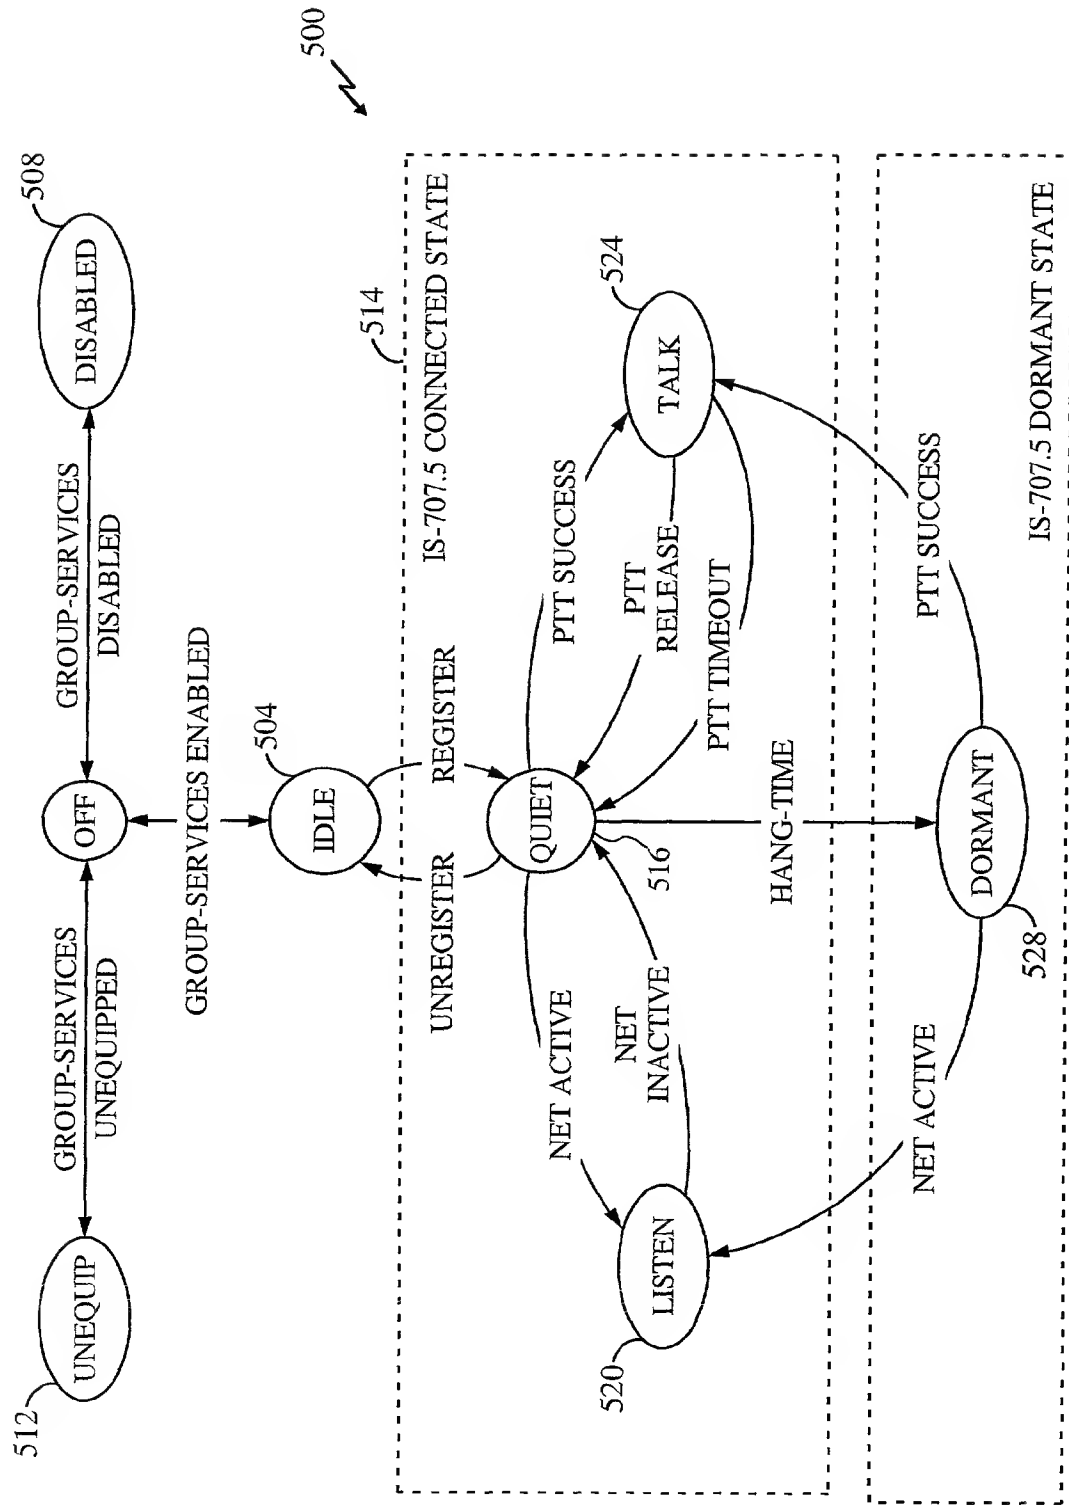 500
512
UNEQUIP
GROUP-SERVICES
UNEQUIPPED
OFF
GROUP-SERVICES
DISABLED
DISABLED
508
GROUP-SERVICES ENABLED
IDLE
504
514
UNREGISTER
REGISTER
IS-707.5 CONNECTED STATE
NET ACTIVE
QUIET
516
PTT SUCCESS
NET
INACTIVE
PTT
RELEASE
LISTEN
520
TALK
524
PTT TIMEOUT
HANG-TIME
NET ACTIVE
PTT SUCCESS
DORMANT
528
IS-707.5 DORMANT STATE